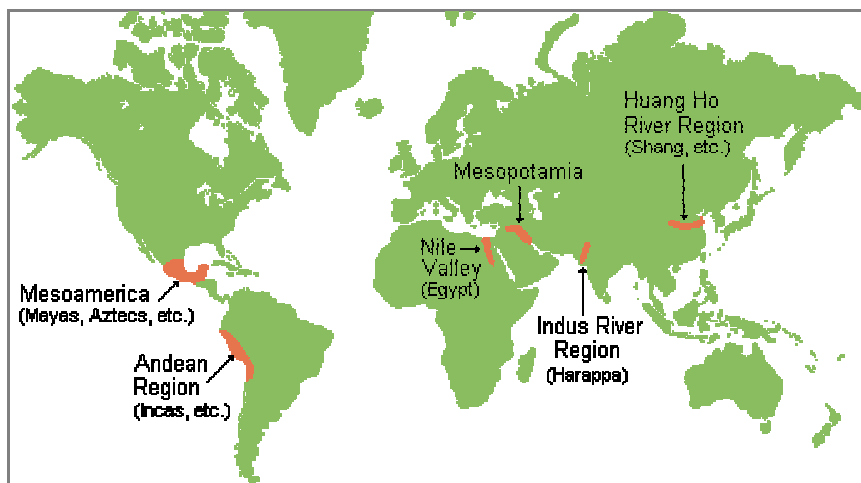 Huang Ho
River Region
(Shang, etc.)
Mesopotamia
Nile
Valley
(Egypt)
Indus River
Region
(Harappa)
Mesoamerica
(Mayas, Aztecs, etc.)
Andean
Region
(Incas, etc.)